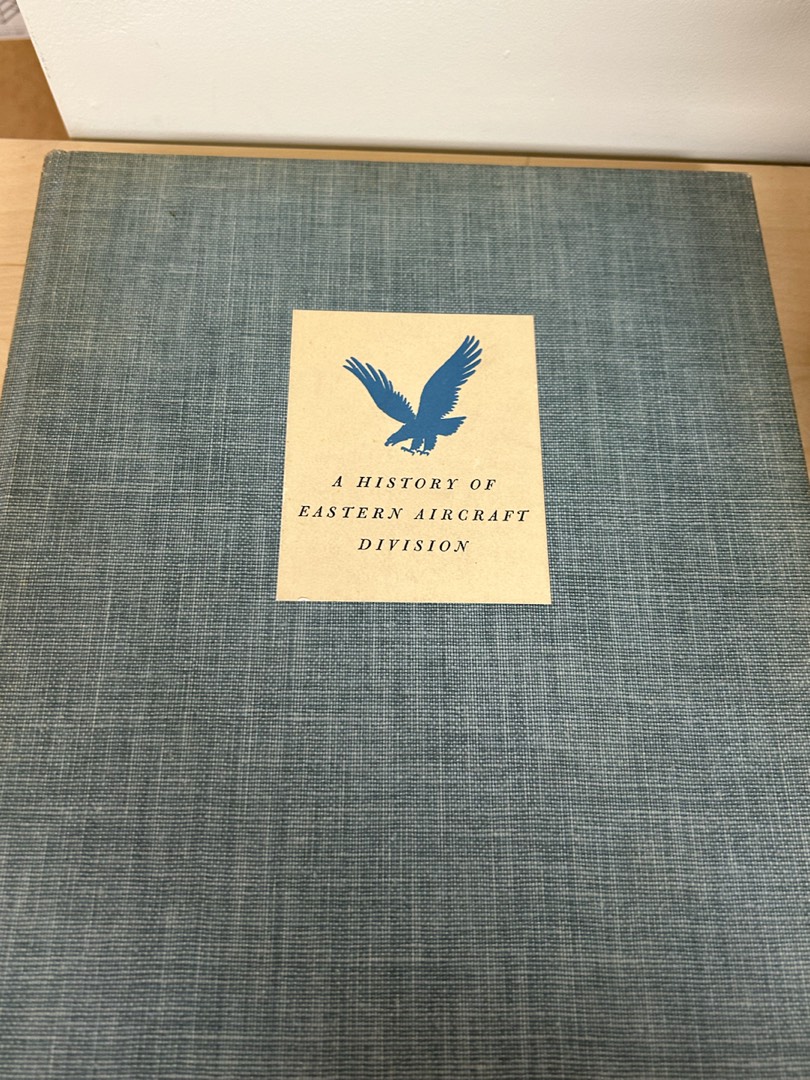 A HISTORY OF
EASTERN AIRCRAFT
DIVISION